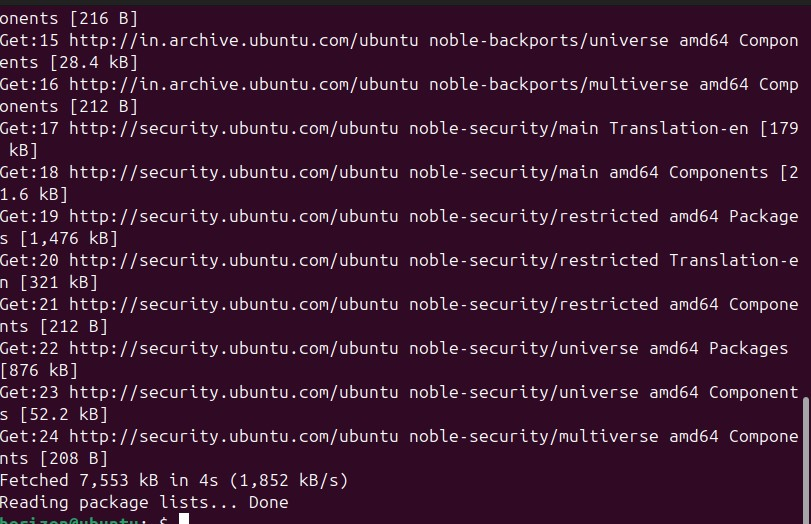 onents [216 B]
Get:15 http://in.archive.ubuntu.com/ubuntu noble-backports/universe amd64 Compon
ents [28.4 kB]
Get:16 http://in.archive.ubuntu.com/ubuntu noble-backports/multiverse amd64 Comp
onents [212 B]
Get:17 http://security.ubuntu.com/ubuntu noble-security/main Translation-en [179
 kB]
Get:18 http://security.ubuntu.com/ubuntu noble-security/main amd64 Components [2
1.6 kB]
Get:19 http://security.ubuntu.com/ubuntu noble-security/restricted amd64 Package
s [1,476 kB]
Get:20 http://security.ubuntu.com/ubuntu noble-security/restricted Translation-e
n [321 kB]
Get:21 http://security.ubuntu.com/ubuntu noble-security/restricted amd64 Compone
nts [212 B]
Get:22 http://security.ubuntu.com/ubuntu noble-security/universe amd64 Packages
[876 kB]
Get:23 http://security.ubuntu.com/ubuntu noble-security/universe amd64 Component
s [52.2 kB]
Get:24 http://security.ubuntu.com/ubuntu noble-security/multiverse amd64 Compone
nts [208 B]
Fetched 7,553 kB in 4s (1,852 kB/s)
Reading package lists... Done